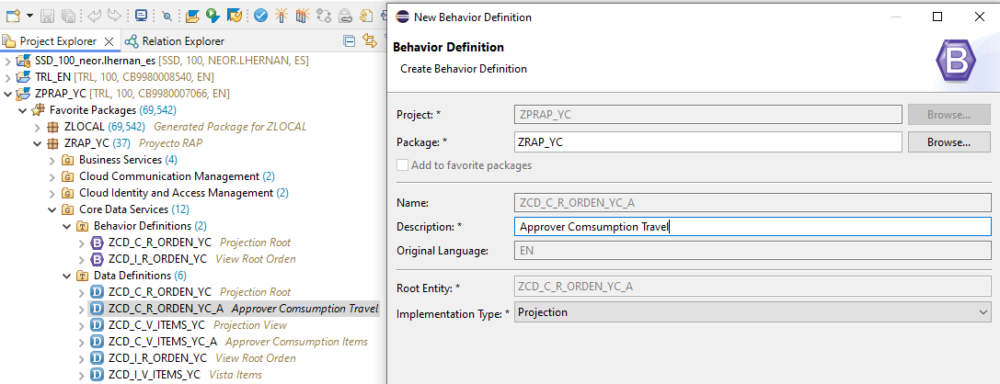 Project Explorer
Relation Explorer
SSD_100_neor.lhernan_es [SSD, 100, NEOR.LHERNAN, ES]
TRL_EN [TRL, 100, CB9980008540, EN]
ZPRAP_YC [TRL, 100, CB9980007066, EN]
Favorite Packages (69,542)
ZLOCAL (69,542) Generated Package for ZLOCAL
ZRAP_YC (37) Proyecto RAP
Business Services (4)
Cloud Communication Management (2)
Cloud Identity and Access Management (2)
Core Data Services (12)
Behavior Definitions (2)
ZCD_C_R_ORDEN_YC Projection Root
ZCD_I_R_ORDEN_YC View Root Orden
Data Definitions (6)
ZCD_C_R_ORDEN_YC Projection Root
ZCD_C_R_ORDEN_YC_A Approver Comsumption Travel
ZCD_C_V_ITEMS_YC Projection View
ZCD_C_V_ITEMS_YC_A Approver Comsumption Items
ZCD_I_R_ORDEN_YC View Root Orden
ZCD_I_V_ITEMS_YC Vista Items
New Behavior Definition
Behavior Definition
Create Behavior Definition
B
Project: * ZPRAP_YC Browse...
Package: * ZRAP_YC Browse...
Add to favorite packages
Name: ZCD_C_R_ORDEN_YC_A
Description: * Approver Comsumption Travel
Original Language: EN
Root Entity: * ZCD_C_R_ORDEN_YC_A
Implementation Type: * Projection